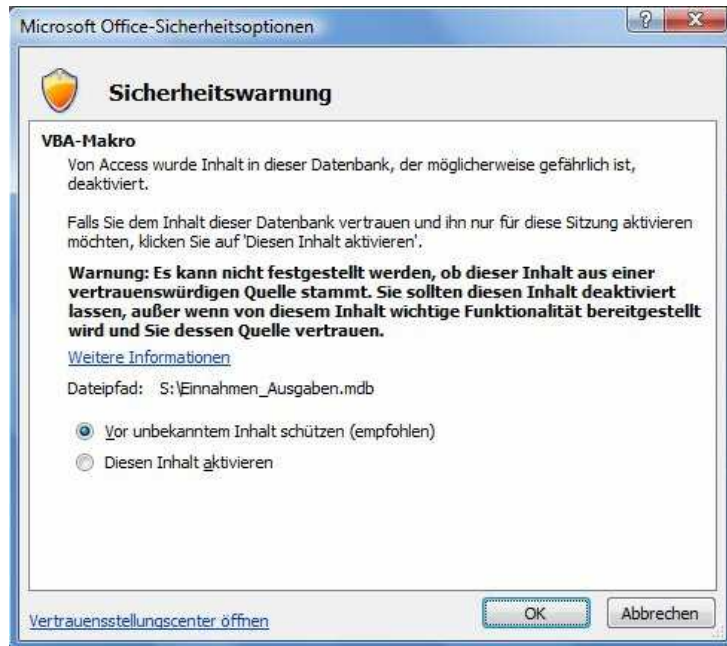 Microsoft Office-Sicherheitsoptionen
?
Sicherheitswarnung
VBA-Makro
Von Access wurde Inhalt in dieser Datenbank, der möglicherweise gefährlich ist,
deaktiviert.
Falls Sie dem Inhalt dieser Datenbank vertrauen und ihn nur für diese Sitzung aktivieren
möchten, klicken Sie auf 'Diesen Inhalt aktivieren'.
Warnung: Es kann nicht festgestellt werden, ob dieser Inhalt aus einer
vertrauenswürdigen Quelle stammt. Sie sollten diesen Inhalt deaktiviert
lassen, außer wenn von diesem Inhalt wichtige Funktionalität bereitgestellt
wird und Sie dessen Quelle vertrauen.
Weitere Informationen
Dateipfad: S:\Einnahmen_Ausgaben.mdb
Vor unbekanntem Inhalt schützen (empfohlen)
Diesen Inhalt aktivieren
Vertrauensstellungscenter öffnen
OK
Abbrechen